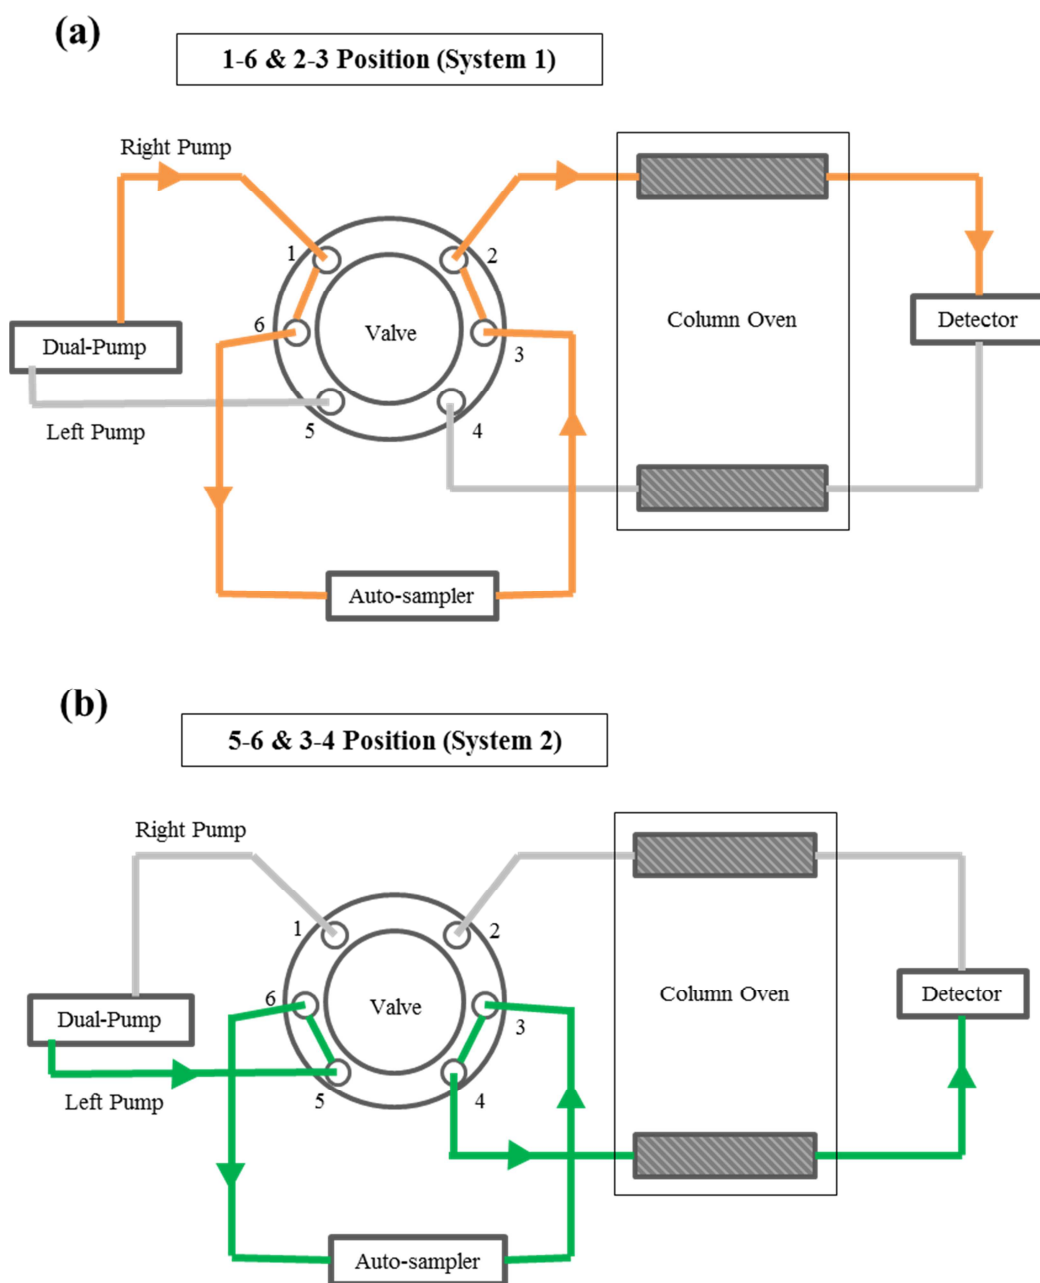 (a)
1-6 & 2-3 Position (System 1)
Right Pump
1
2
6
Valve
3
Column Oven
Detector
Dual-Pump
Left Pump
5
4
Auto-sampler
(b)
5-6 & 3-4 Position (System 2)
Right Pump
1
2
6
Valve
3
Column Oven
Detector
Dual-Pump
Left Pump
5
4
Auto-sampler